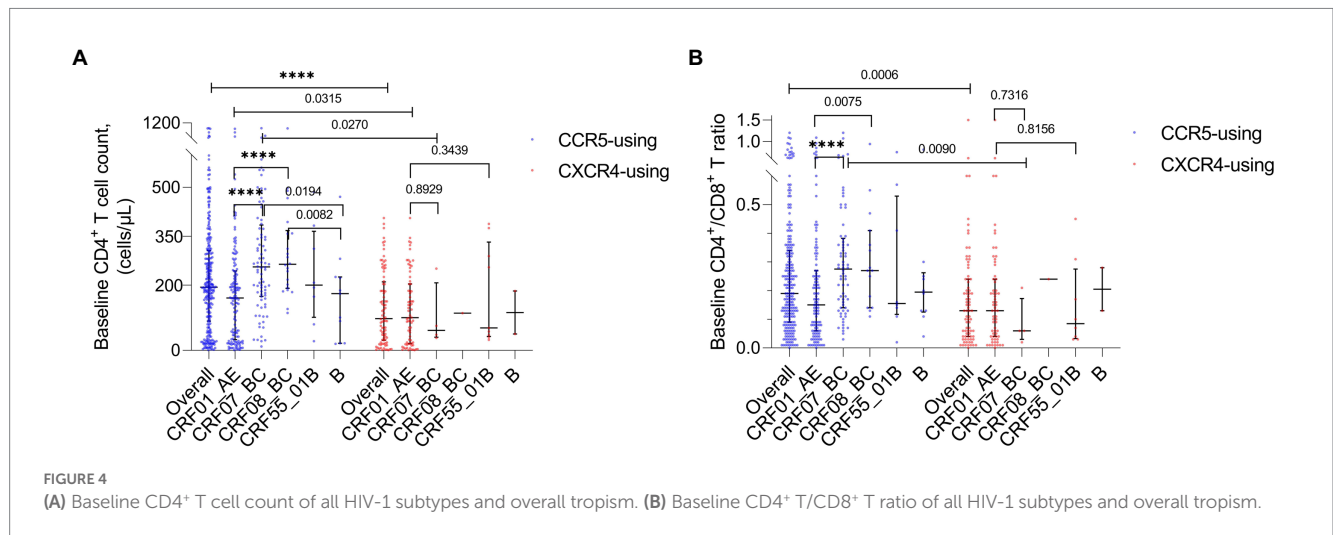 A
B
****
0.0315
0.0270
****
****
0.0194
0.0082
0.3439
0.8929
Baseline CD4⁺ T cell count,
(cells/μL)
1200
500
350
200
0
CCR5-using
CXCR4-using
Overall
CRF01_AE
CRF07_BC
CRF08_BC
CRF55_01B
B
Overall
CRF01_AE
CRF07_BC
CRF08_BC
CRF55_01B
B
0.0006
0.0075
0.7316
0.8156
****
0.0090
Baseline CD4⁺/CD8⁺ T ratio
1.5
1.0
0.5
0.0
CCR5-using
CXCR4-using
Overall
CRF01_AE
CRF07_BC
CRF08_BC
CRF55_01B
B
Overall
CRF01_AE
CRF07_BC
CRF08_BC
CRF55_01B
B
FIGURE 4
(A) Baseline CD4⁺ T cell count of all HIV-1 subtypes and overall tropism. (B) Baseline CD4⁺ T/CD8⁺ T ratio of all HIV-1 subtypes and overall tropism.